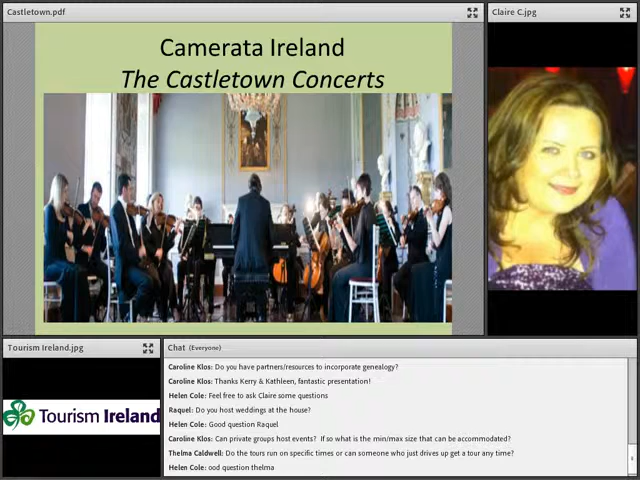 Castletown.pdf
Camerata Ireland
The Castletown Concerts
Claire C.jpg
Tourism Ireland.jpg
Tourism Ireland
Chat (Everyone)
Caroline Klos: Do you have partners/resources to incorporate genealogy?
Caroline Klos: Thanks Kerry & Kathleen, fantastic presentation!
Helen Cole: Feel free to ask Claire some questions
Raquel: Do you host weddings at the house?
Helen Cole: Good question Raquel
Caroline Klos: Can private groups host events? If so what is the min/max size that can be accommodated?
Thelma Caldwell: Do the tours run on specific times or can someone who just drives up get a tour any time?
Helen Cole: ood question thelma